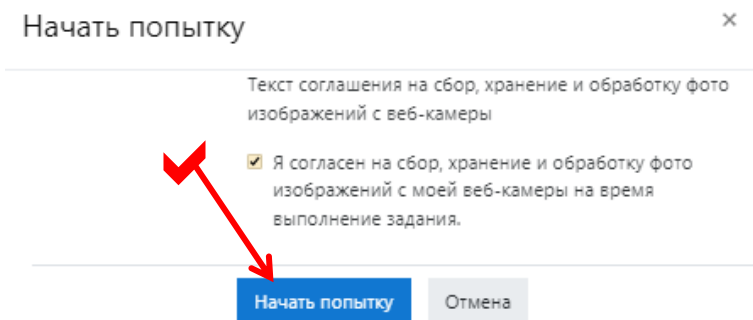 Начать попытку
Текст соглашения на сбор, хранение и обработку фото
изображений с веб-камеры
Я согласен на сбор, хранение и обработку фото
изображений с моей веб-камеры на время
выполнение задания.
Начать попытку
Отмена